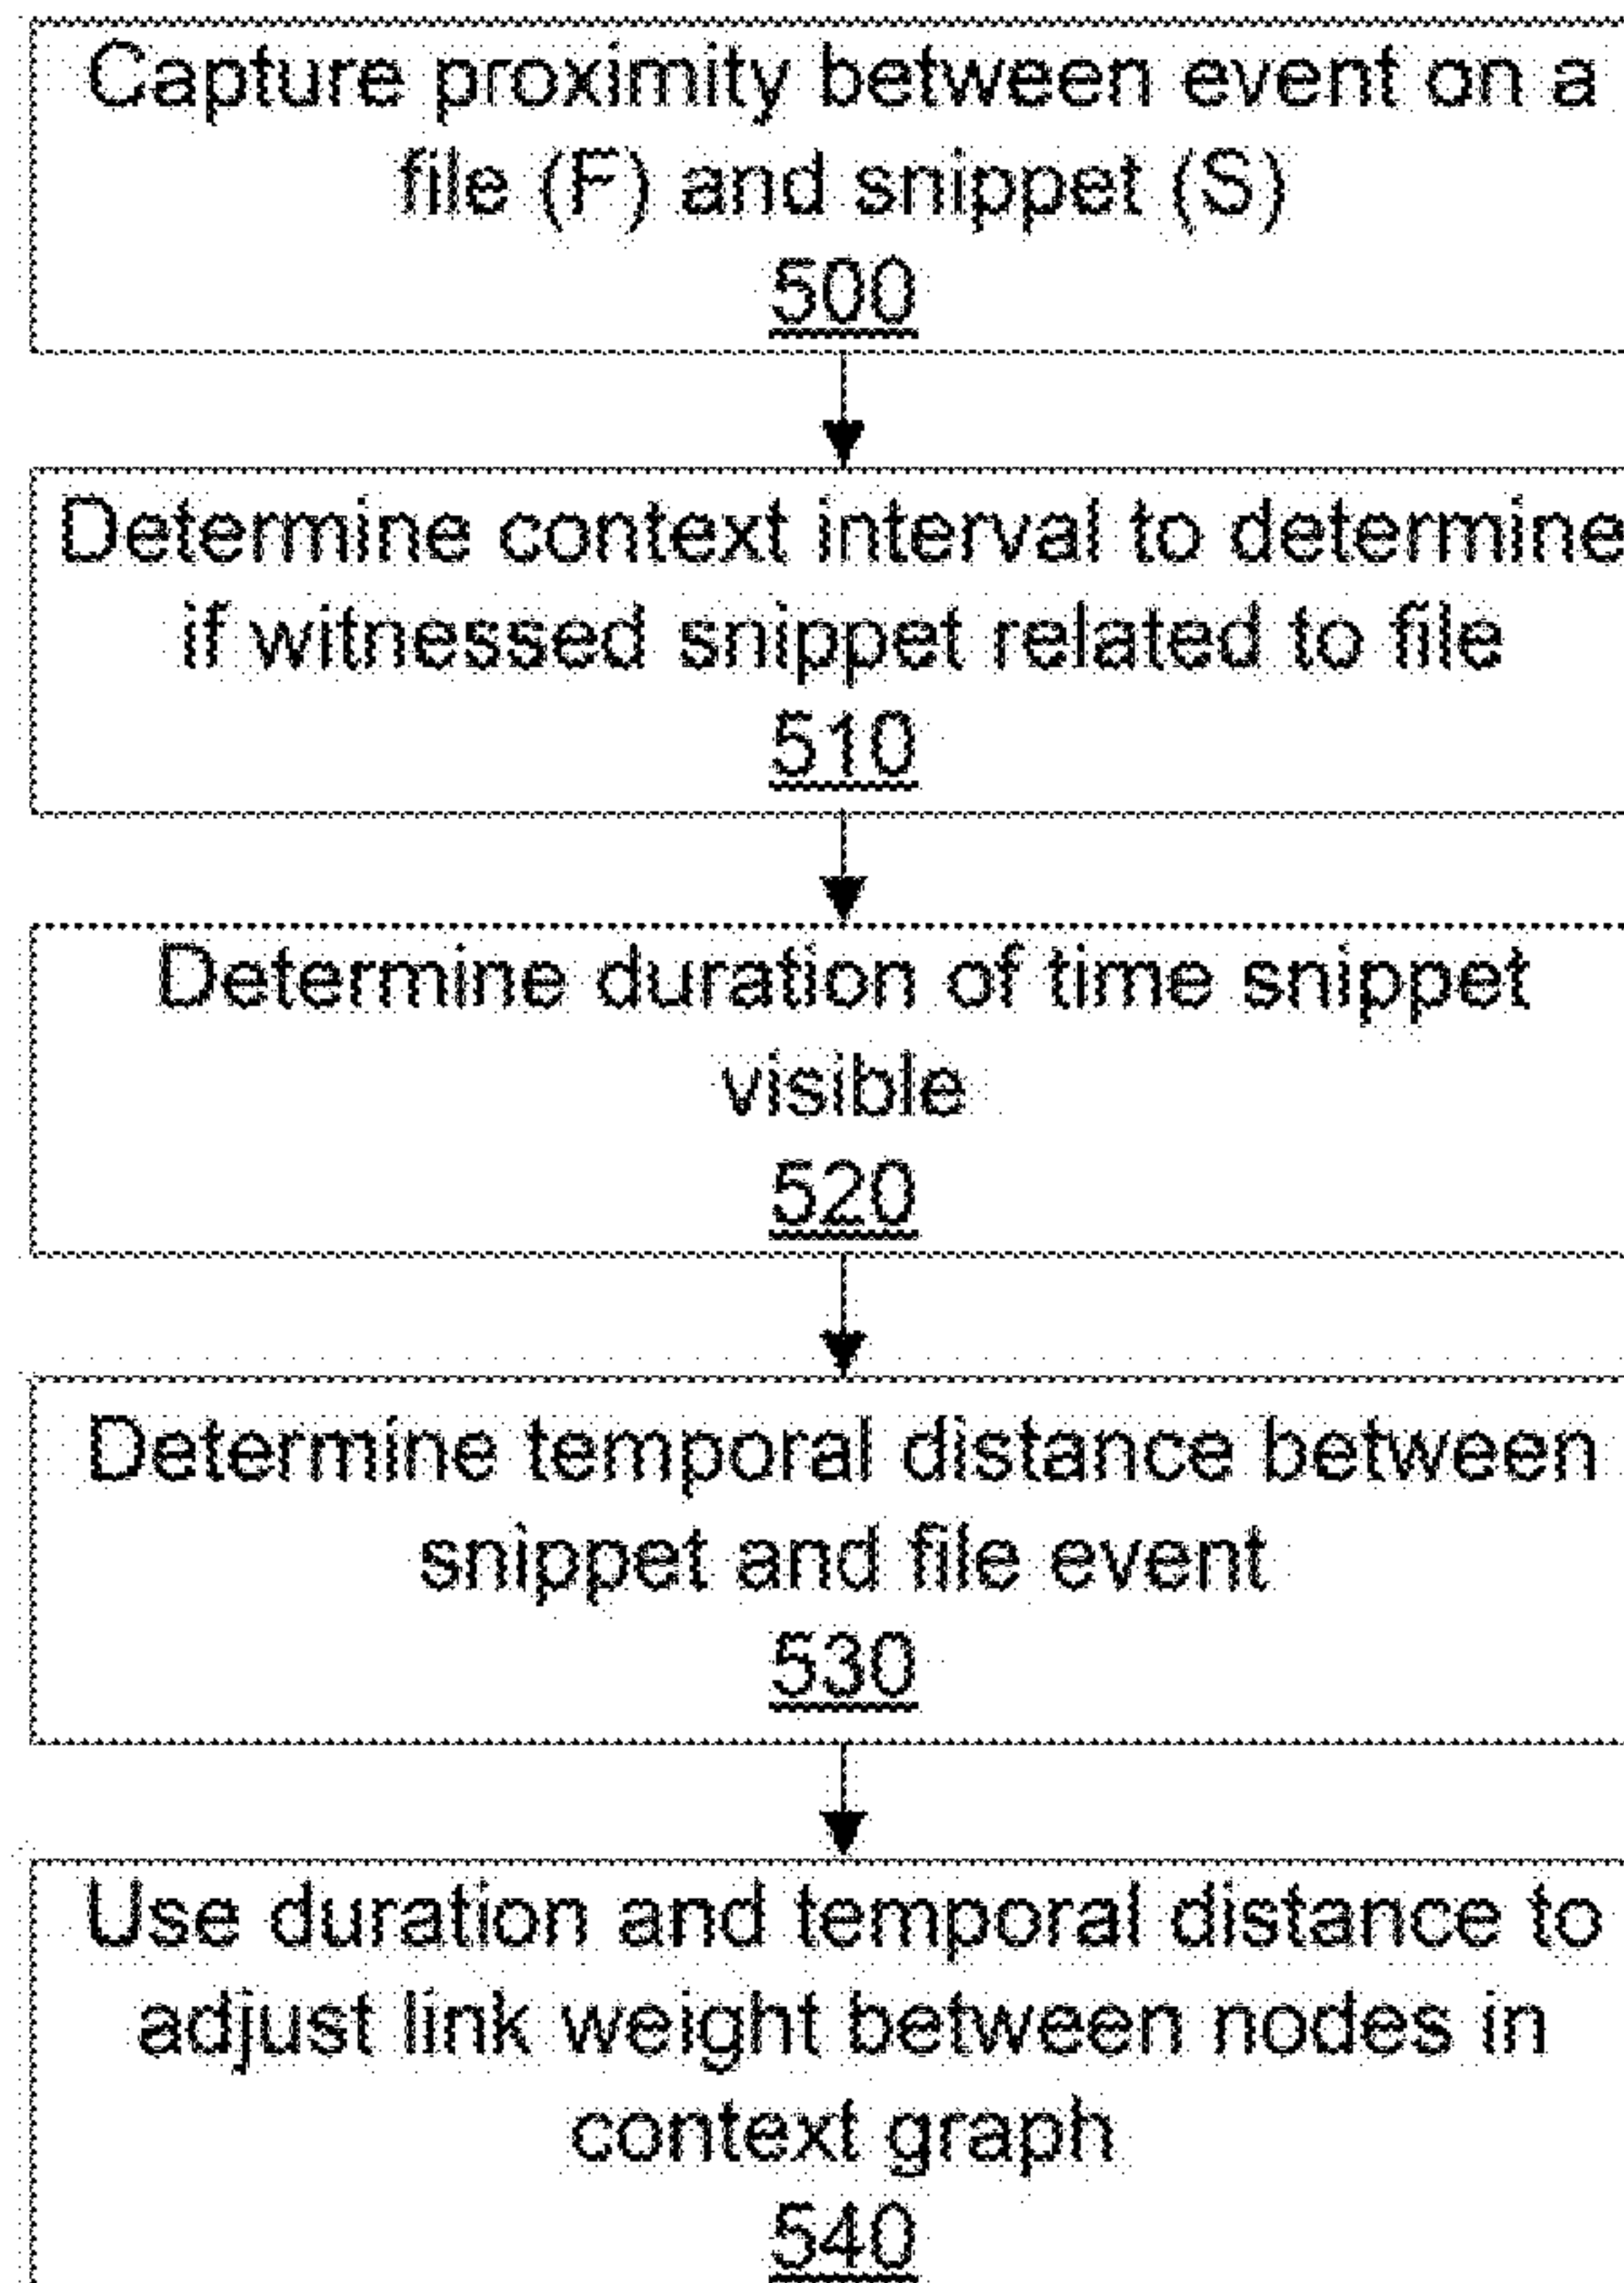 Capture proximity between event on a
file (F) and snippet (S)
500
Determine context interval to determine
if witnessed snippet related to file
510
Determine duration of time snippet
visible
520
Determine temporal distance between
snippet and file event
530
Use duration and temporal distance to
adjust link weight between nodes in
context graph
540